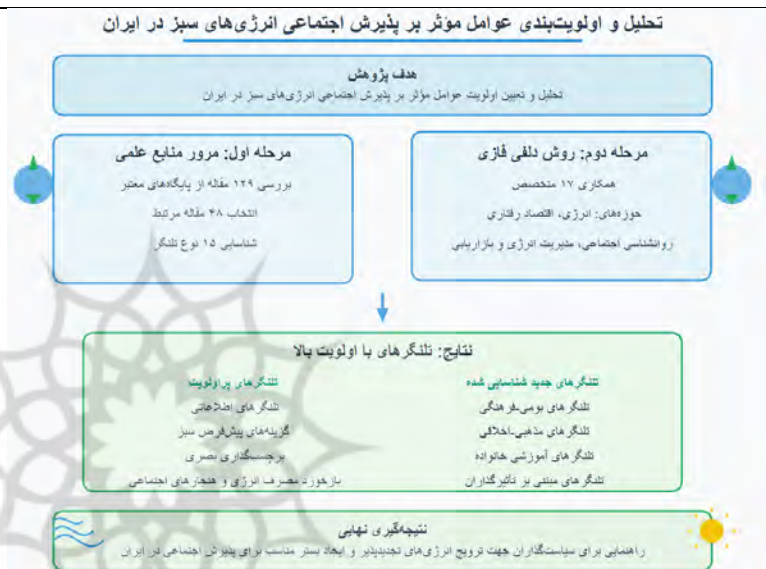 تحلیل و اولویت‌بندی عوامل مؤثر بر پذیرش اجتماعی انرژی‌های سبز در ایران
هدف پژوهش
تحلیل و تعیین اولویت عوامل مؤثر بر پذیرش اجتماعی انرژی‌های سبز در ایران
مرحله دوم: روش دلفی فازی
همکاری ۱۷ متخصص
حوزه‌های: انرژی، اقتصاد رفتاری
روانشناسی اجتماعی، مدیریت انرژی و بازاریابی
مرحله اول: مرور منابع علمی
بررسی ۱۲۹ مقاله از پایگاه‌های معتبر
انتخاب ۴۸ مقاله مرتبط
شناسایی ۱۵ نوع تلنگر
نتایج: تلنگرهای با اولویت بالا
تلنگرهای جدید شناسایی شده
تلنگرهای بومی-فرهنگی
تلنگرهای مذهبی-اخلاقی
تلنگرهای آموزشی خانواده
تلنگرهای مبتنی بر تأثیرگذاران
تلنگرهای پراولویت
تلنگرهای اطلاعاتی
گزینه‌های پیش‌فرض سبز
برچسب‌گذاری بصری
بازخورد مصرف انرژی و هنجارهای اجتماعی
نتیجه‌گیری نهایی
راهنمایی برای سیاست‌گذاران جهت ترویج انرژی‌های تجدیدپذیر و ایجاد بستر مناسب برای پذیرش اجتماعی در ایران